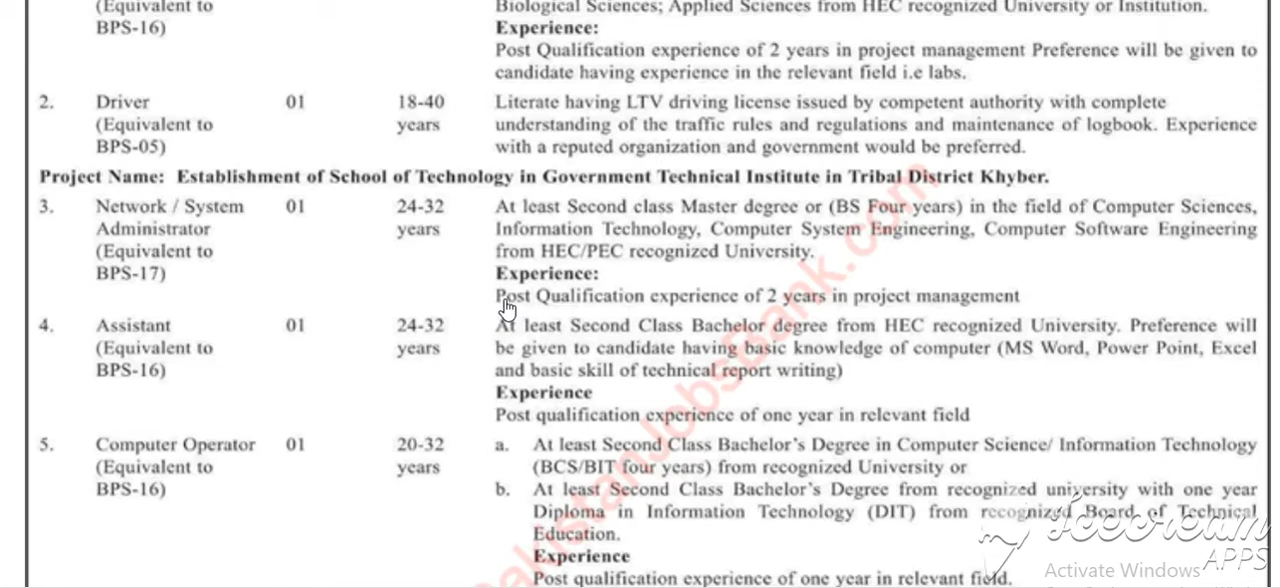 (Equivalent to
BPS-16)
Biological Sciences; Applied Sciences from HEC recognized University or Institution.
Experience:
Post Qualification experience of 2 years in project management Preference will be given to
candidate having experience in the relevant field i.e labs.
2. Driver 01 18-40 Literate having LTV driving license issued by competent authority with complete
(Equivalent to years understanding of the traffic rules and regulations and maintenance of logbook. Experience
BPS-05) with a reputed organization and government would be preferred.
Project Name: Establishment of School of Technology in Government Technical Institute in Tribal District Khyber.
3. Network / System 01 24-32 At least Second class Master degree or (BS Four years) in the field of Computer Sciences,
Administrator years Information Technology, Computer System Engineering, Computer Software Engineering
(Equivalent to from HEC/PEC recognized University.
BPS-17) Experience:
Post Qualification experience of 2 years in project management
4. Assistant 01 24-32 At least Second Class Bachelor degree from HEC recognized University. Preference will
(Equivalent to years be given to candidate having basic knowledge of computer (MS Word, Power Point, Excel
BPS-16) and basic skill of technical report writing)
Experience
Post qualification experience of one year in relevant field
5. Computer Operator 01 20-32 a. At least Second Class Bachelor's Degree in Computer Science/ Information Technology
(Equivalent to years (BCS/BIT four years) from recognized University or
BPS-16) b. At least Second Class Bachelor's Degree from recognized university with one year
Diploma in Information Technology (DIT) from recognized Board of Technical
Education.
Experience
Post qualification experience of one year in relevant field.
PakistanJobsBank.com
Icecream
APPS
Activate Windows